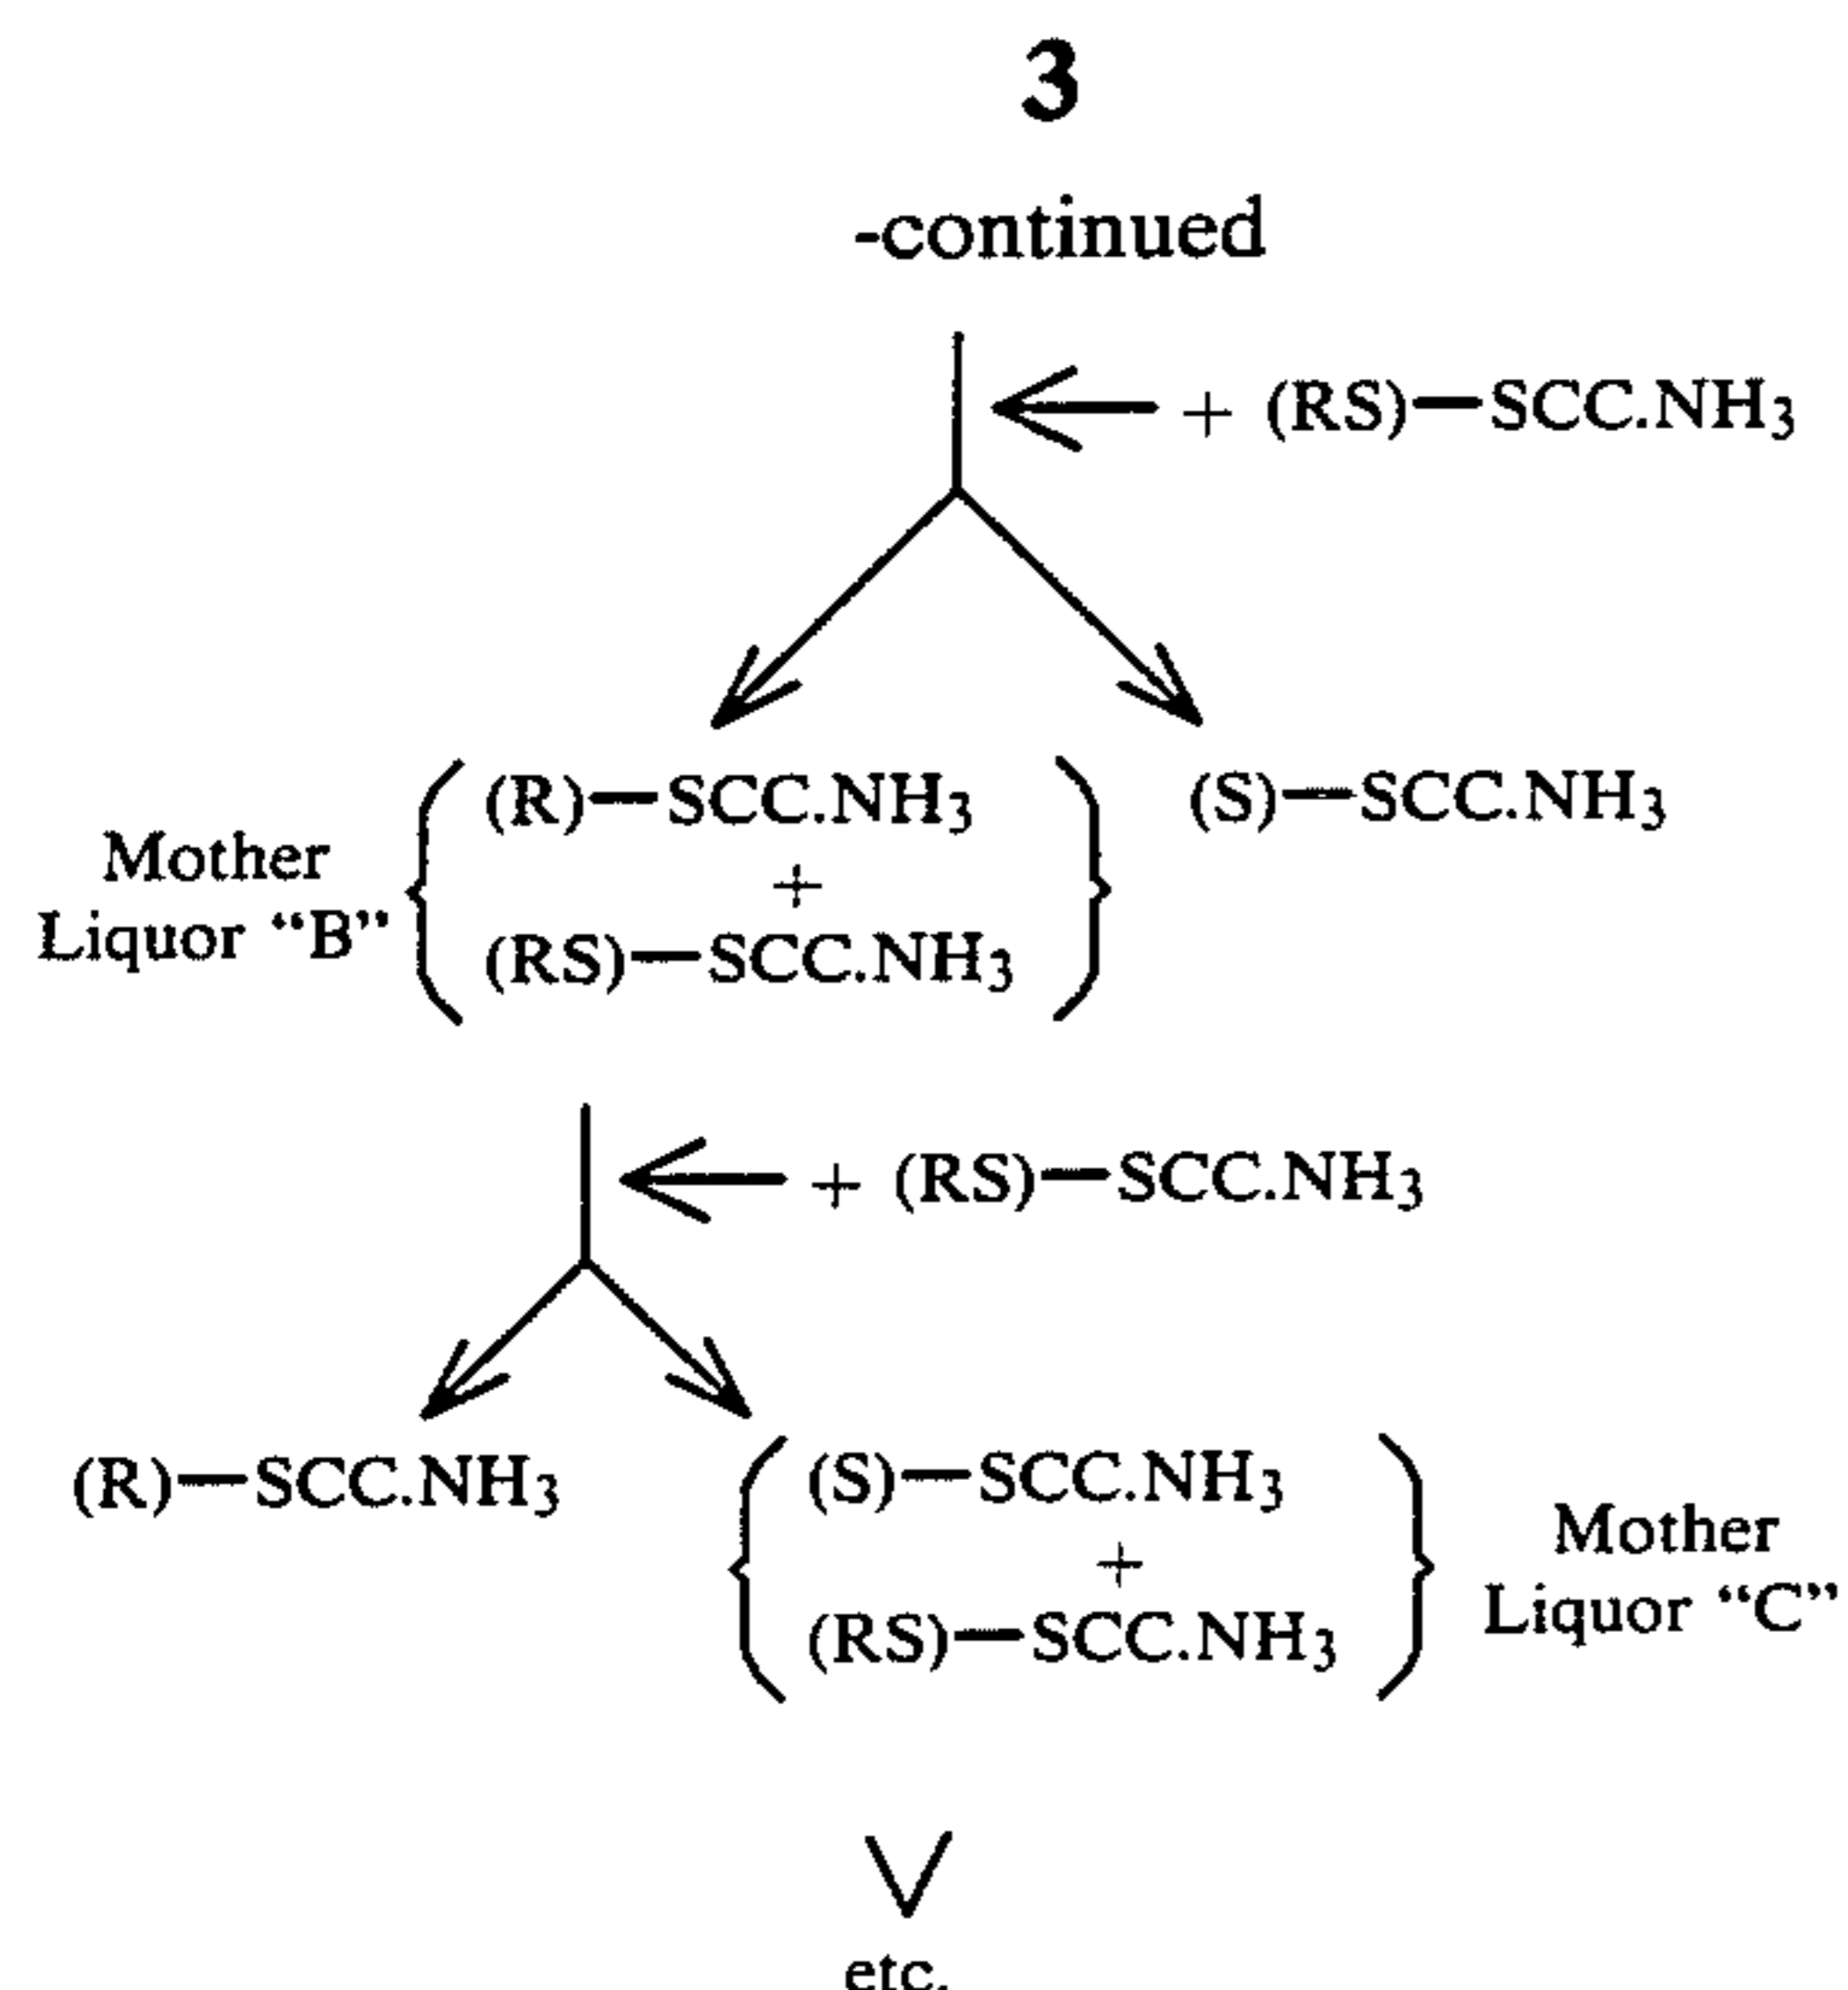 3
-continued
+ (RS)—SCC.NH3
(R)—SCC.NH3
+
(RS)—SCC.NH3
Mother
Liquor “B”
(S)—SCC.NH3
+ (RS)—SCC.NH3
(R)—SCC.NH3
(S)—SCC.NH3
+
(RS)—SCC.NH3
Mother
Liquor “C”
etc.